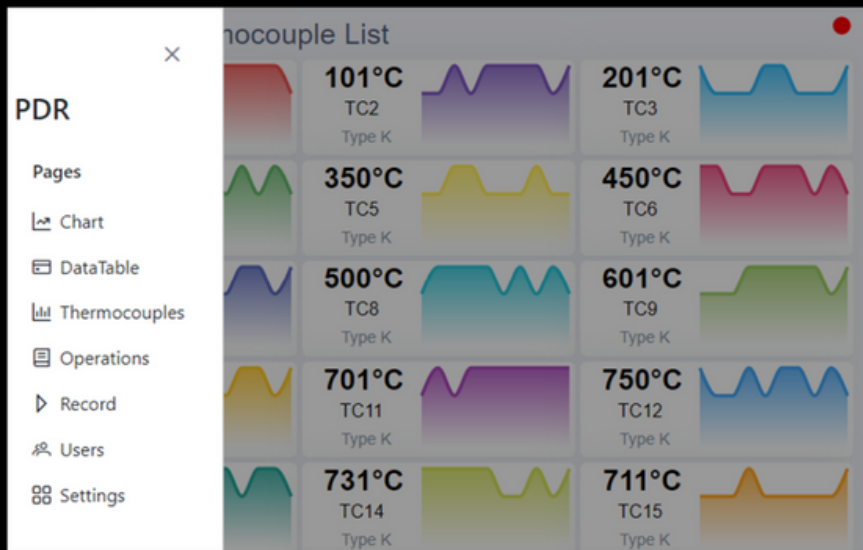 PDR
Pages
Chart
DataTable
Thermocouples
Operations
Record
Users
Settings
mocouple List
101°C
TC2
Type K
201°C
TC3
Type K
350°C
TC5
Type K
450°C
TC6
Type K
500°C
TC8
Type K
601°C
TC9
Type K
701°C
TC11
Type K
750°C
TC12
Type K
731°C
TC14
Type K
711°C
TC15
Type K